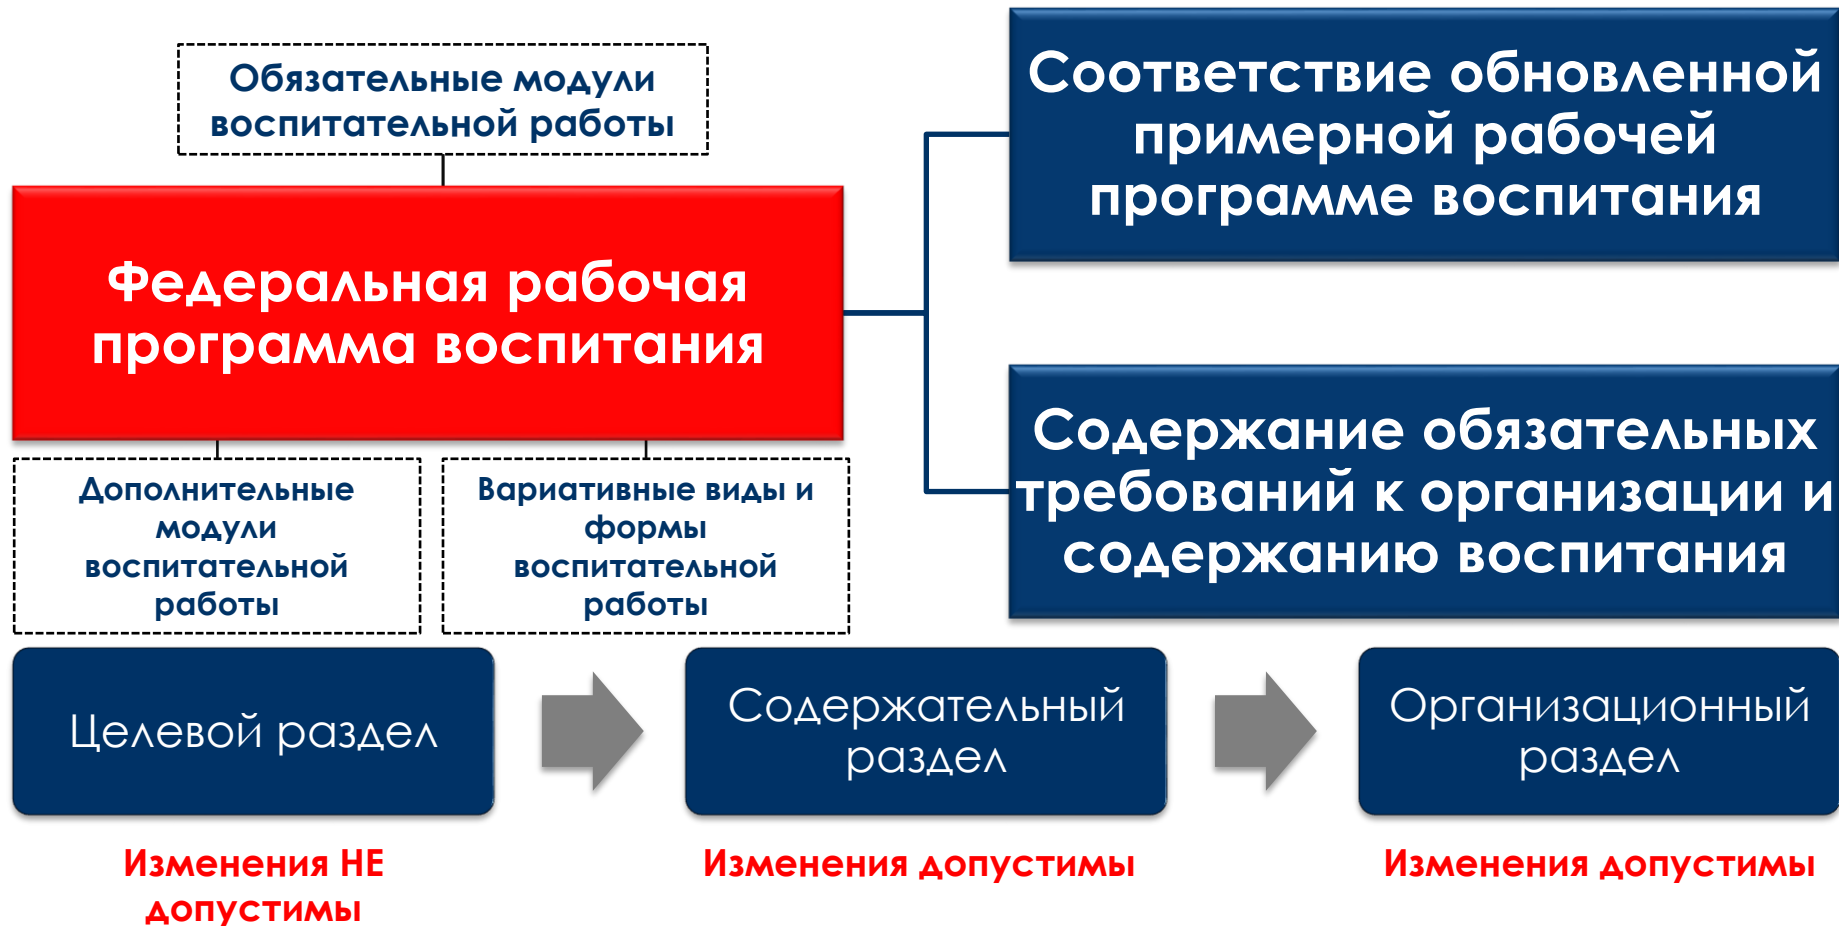 Обязательные модули
воспитательной работы
Федеральная рабочая
программа воспитания
Дополнительные
модули
воспитательной
работы
Вариативные виды и
формы
воспитательной
работы
Соответствие обновленной
примерной рабочей
программе воспитания
Содержание обязательных
требований к организации и
содержанию воспитания
Целевой раздел
Содержательный
раздел
Организационный
раздел
Изменения НЕ
допустимы
Изменения допустимы
Изменения допустимы